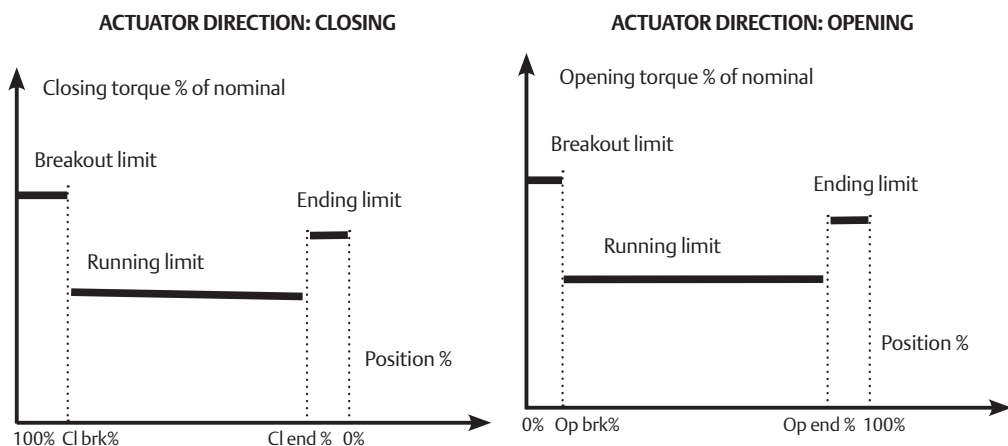 ACTUATOR DIRECTION: CLOSING
Closing torque % of nominal
Breakout limit
Ending limit
Running limit
Position %
100% Cl brk% Cl end % 0%
ACTUATOR DIRECTION: OPENING
Opening torque % of nominal
Breakout limit
Ending limit
Running limit
Position %
0% Op brk% Op end % 100%